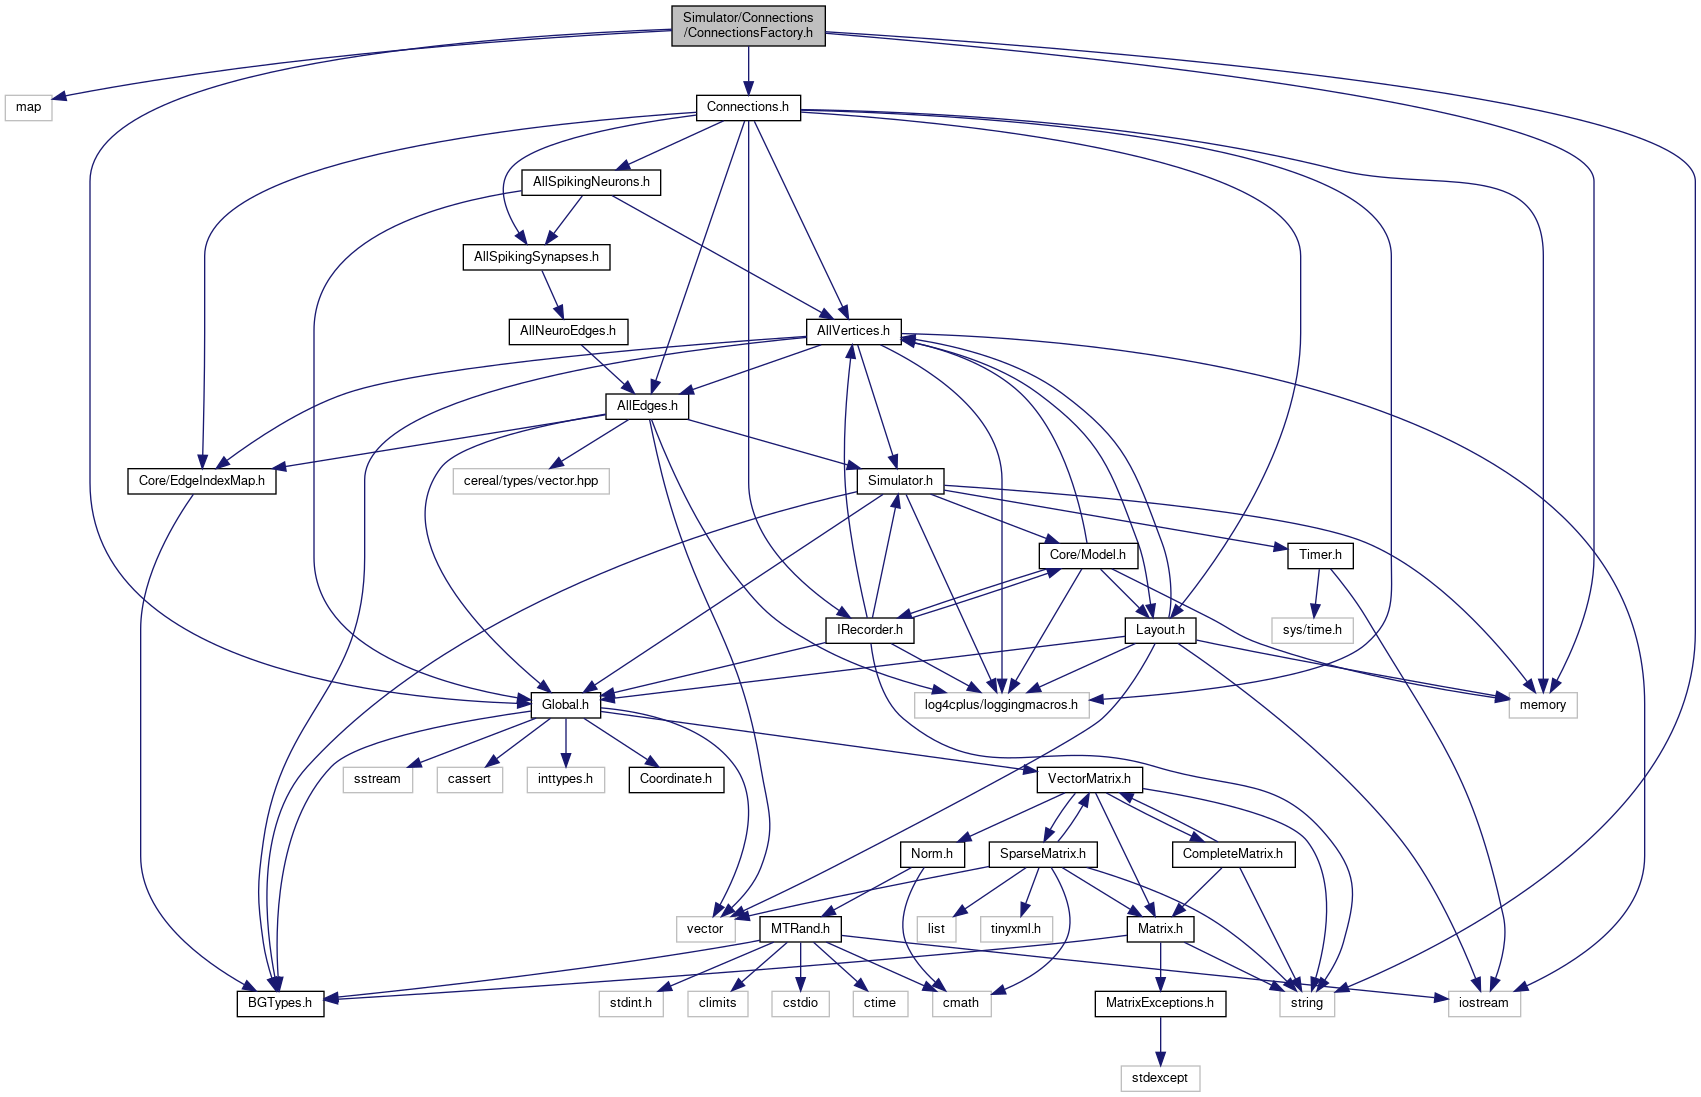 Simulator/Connections
/ConnectionsFactory.h
map
Connections.h
AllSpikingNeurons.h
AllSpikingSynapses.h
AllNeuroEdges.h
AllVertices.h
AllEdges.h
Core/EdgeIndexMap.h
cereal/types/vector.hpp
Simulator.h
Core/Model.h
Timer.h
IRecorder.h
Layout.h
sys/time.h
Global.h
log4cplus/loggingmacros.h
memory
sstream
cassert
inttypes.h
Coordinate.h
VectorMatrix.h
Norm.h
SparseMatrix.h
CompleteMatrix.h
vector
MTRand.h
list
tinyxml.h
Matrix.h
BGTypes.h
stdint.h
climits
cstdio
ctime
cmath
MatrixExceptions.h
string
iostream
stdexcept